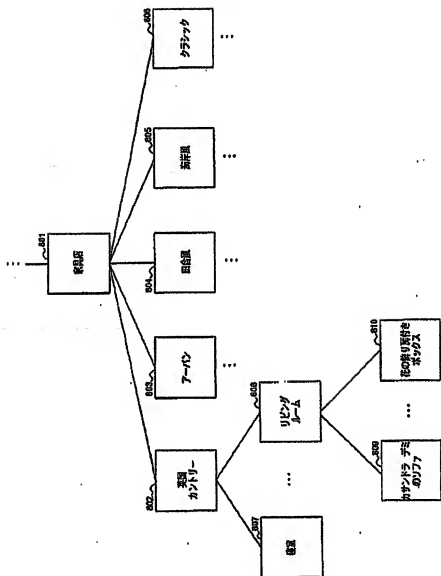 801
家具店
802
英国
カントリー
803
アーバン
804
田舎風
805
海岸風
806
クラシック
807
寝室
808
リビング
ルーム
809
カサンドラ デミ
のソファ
810
花の飾り付き
ボックス